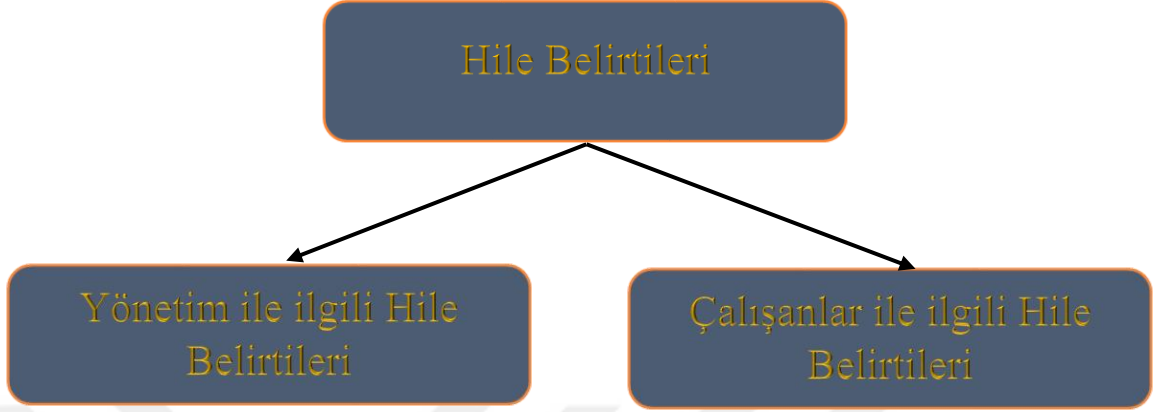 Hile Belirtileri
Yönetim ile ilgili Hile
Belirtileri
Çalışanlar ile ilgili Hile
Belirtileri